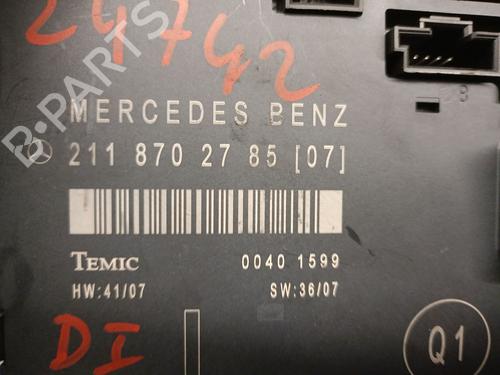 24742
B-PARTS
8
MERCEDES BENZ
211 870 27 85 [07]
TEMIC 0040 1599
HW:41/07 SW:36/07
DI
Q1